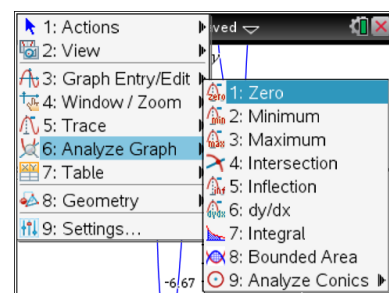 1: Actions
2: View
3: Graph Entry/Edit
4: Window / Zoom
5: Trace
6: Analyze Graph
7: Table
8: Geometry
9: Settings…
ved
y
1: Zero
2: Minimum
3: Maximum
4: Intersection
5: Inflection
6: dy/dx
7: Integral
8: Bounded Area
9: Analyze Conics
-6.67